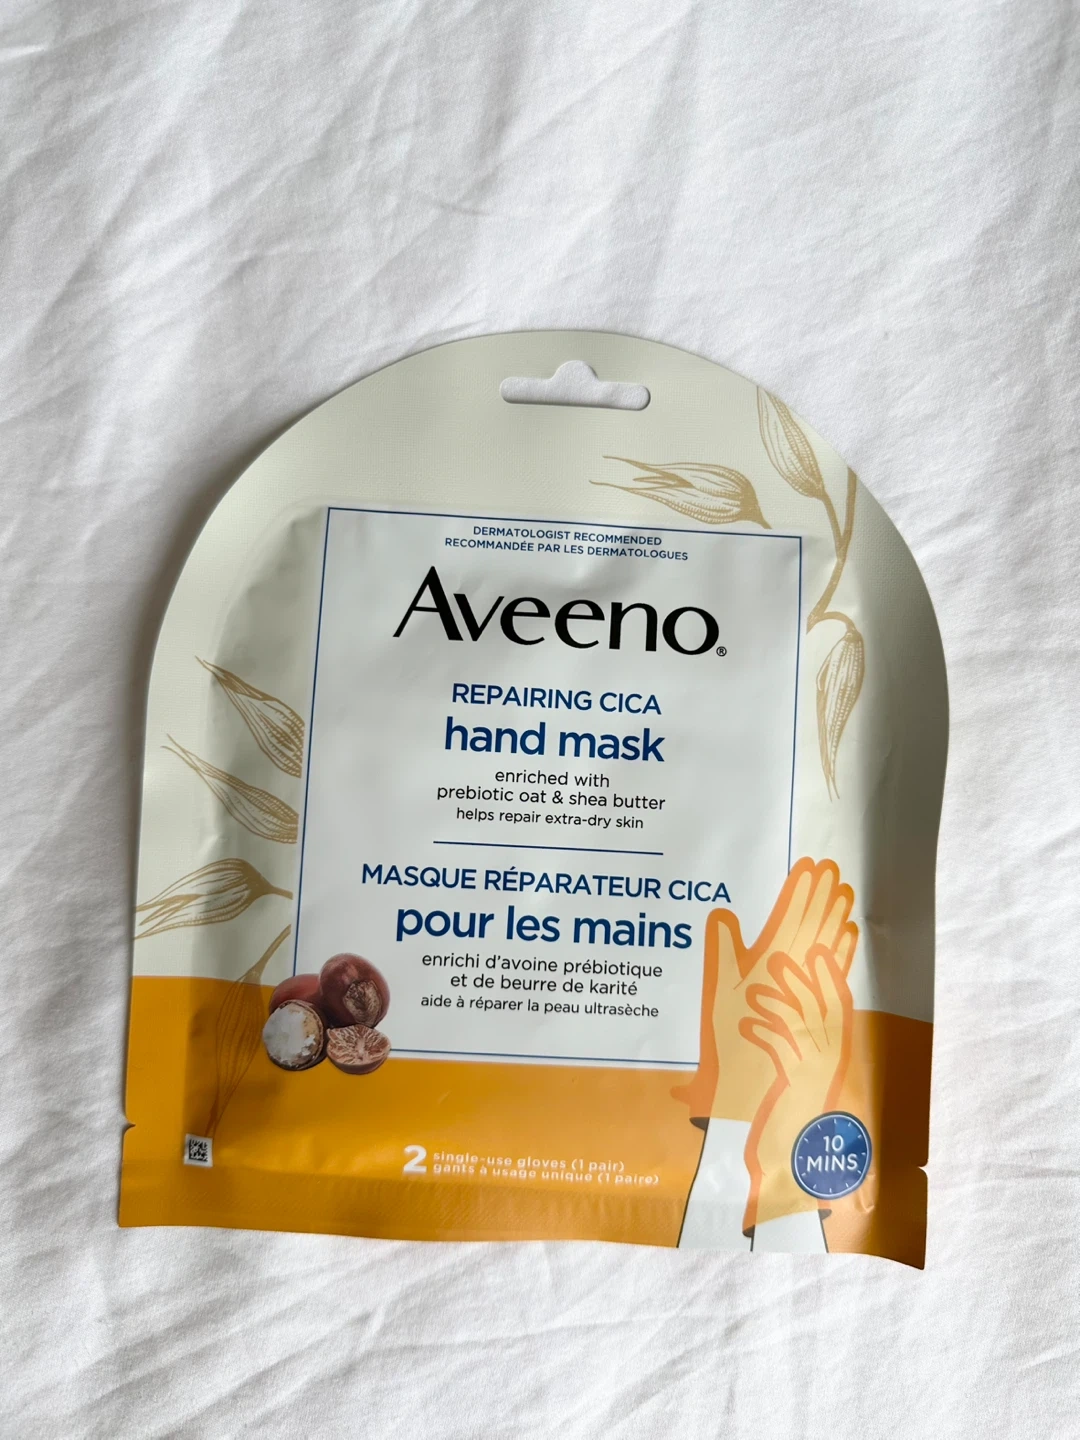 DERMATOLOGIST RECOMMENDED
RECOMMANDÉE PAR LES DERMATOLOGUES
Aveeno®
REPAIRING CICA
hand mask
enriched with
prebiotic oat & shea butter
helps repair extra-dry skin
MASQUE RÉPARATEUR CICA
pour les mains
enrichi d'avoine prébiotique
et de beurre de karité
aide à réparer la peau ultrasèche
2 single-use gloves (1 pair)
gants à usage unique (1 paire)
10
MINS